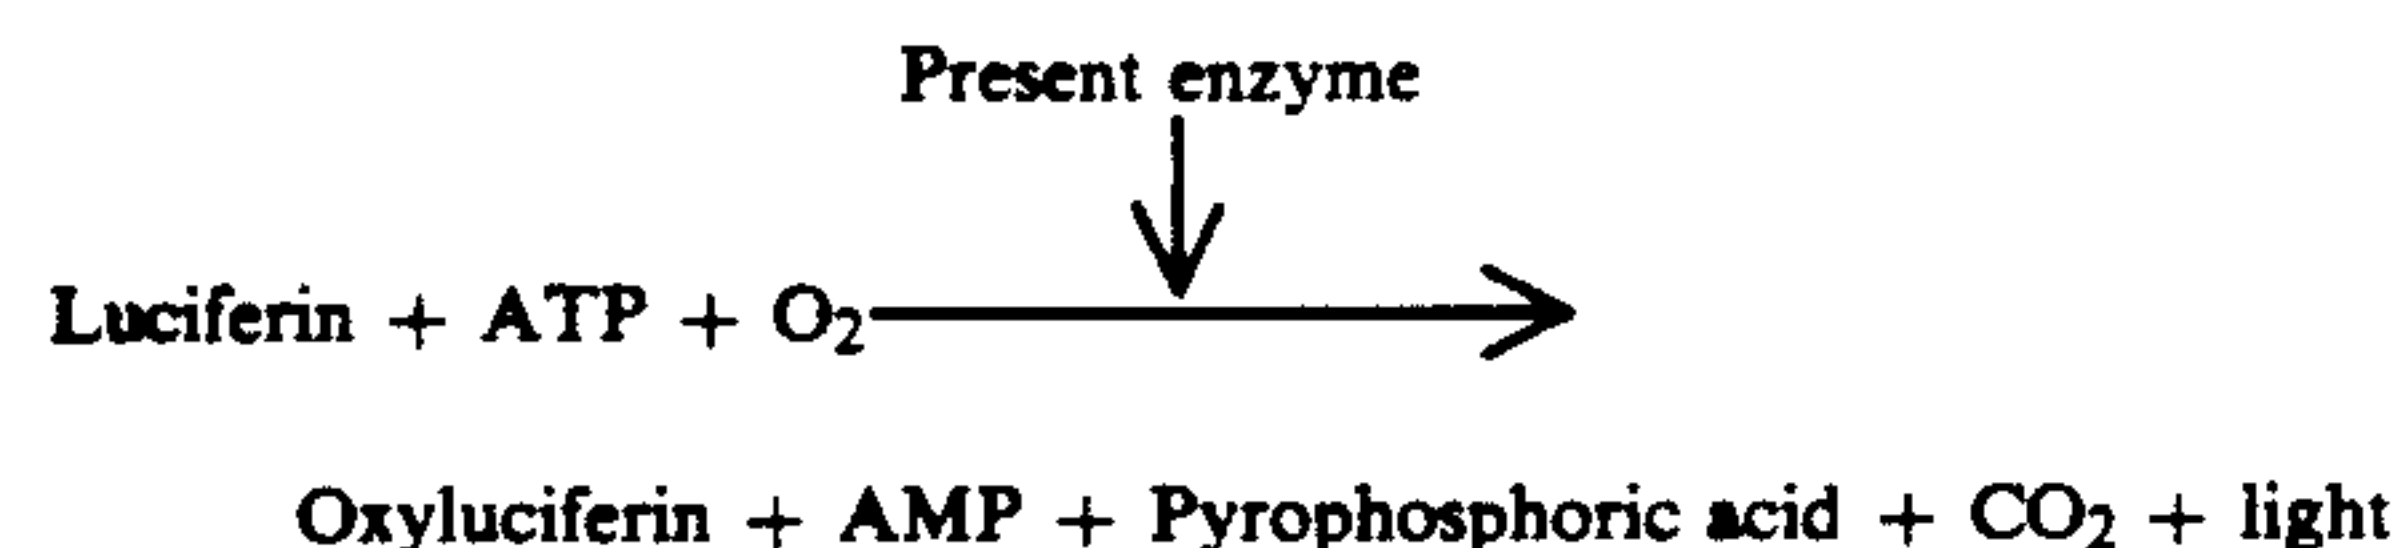 Present enzyme
Luciferin + ATP + O₂
Oxyluciferin + AMP + Pyrophosphoric acid + CO₂ + light